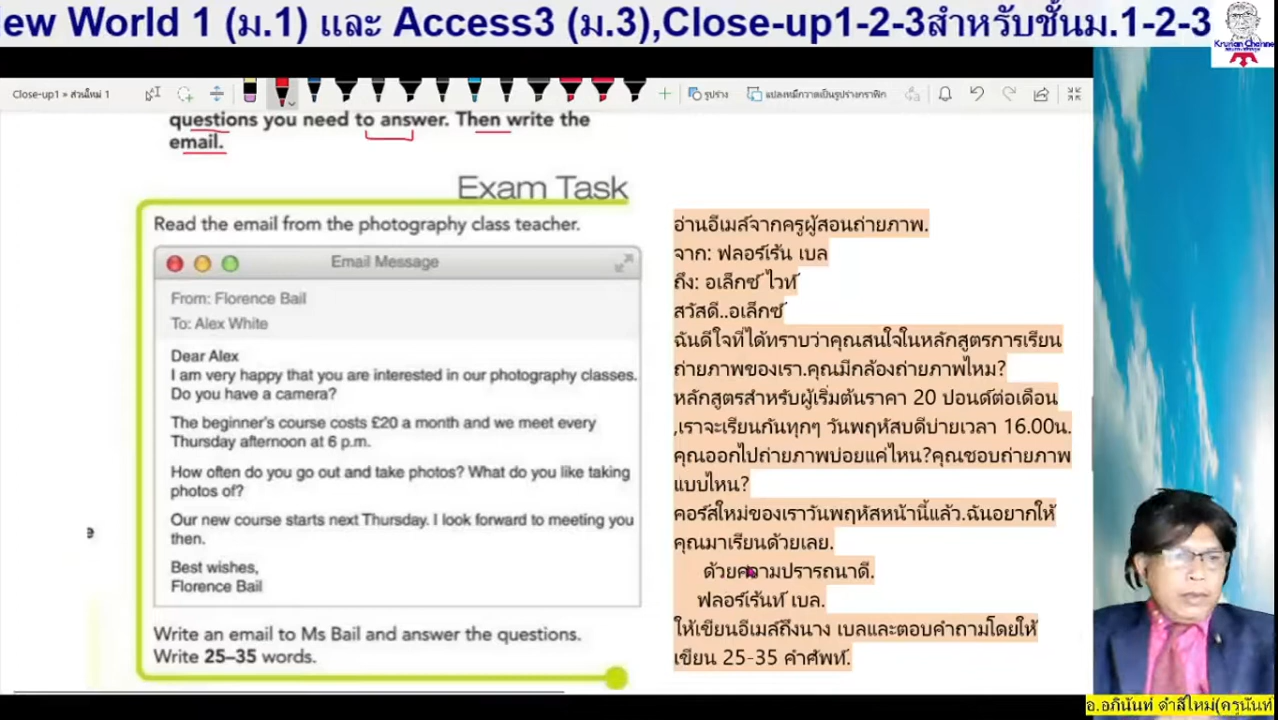 ew World 1 (ม.1) และ Access3 (ม.3),Close-up1-2-3สำหรับชั้นม.1-2-3
Krunan Channel
Close-up1 » ส่วนใหม่ 1
รูปร่าง
แปลงหมึกวาดเป็นรูปร่างกราฟิก
questions you need to answer. Then write the
email.
Exam Task
Read the email from the photography class teacher.
Email Message
From: Florence Bail
To: Alex White
Dear Alex
I am very happy that you are interested in our photography classes.
Do you have a camera?
The beginner's course costs £20 a month and we meet every
Thursday afternoon at 6 p.m.
How often do you go out and take photos? What do you like taking
photos of?
Our new course starts next Thursday. I look forward to meeting you
then.
Best wishes,
Florence Bail
Write an email to Ms Bail and answer the questions.
Write 25–35 words.
e
อ่านอีเมล์จากครูผู้สอนถ่ายภาพ.
จาก: ฟลอร์เร้น เบล
ถึง: อเล็กซ์ ไวท์
สวัสดี..อเล็กซ์
ฉันดีใจที่ได้ทราบว่าคุณสนใจในหลักสูตรการเรียน
ถ่ายภาพของเรา.คุณมีกล้องถ่ายภาพไหม?
หลักสูตรสำหรับผู้เริ่มต้นราคา 20 ปอนด์ต่อเดือน
,เราจะเรียนกันทุกๆ วันพฤหัสบดีบ่ายเวลา 16.00น.
คุณออกไปถ่ายภาพบ่อยแค่ไหน?คุณชอบถ่ายภาพ
แบบไหน?
คอร์สใหม่ของเราวันพฤหัสหน้านี้แล้ว.ฉันอยากให้
คุณมาเรียนด้วยเลย.
ด้วยความปรารถนาดี.
ฟลอร์เร้นท์ เบล.
ให้เขียนอีเมล์ถึงนาง เบลและตอบคำถามโดยให้
เขียน 25-35 คำศัพท์.
อ.อภินันท์ ดำสีใหม่(ครูนันท์